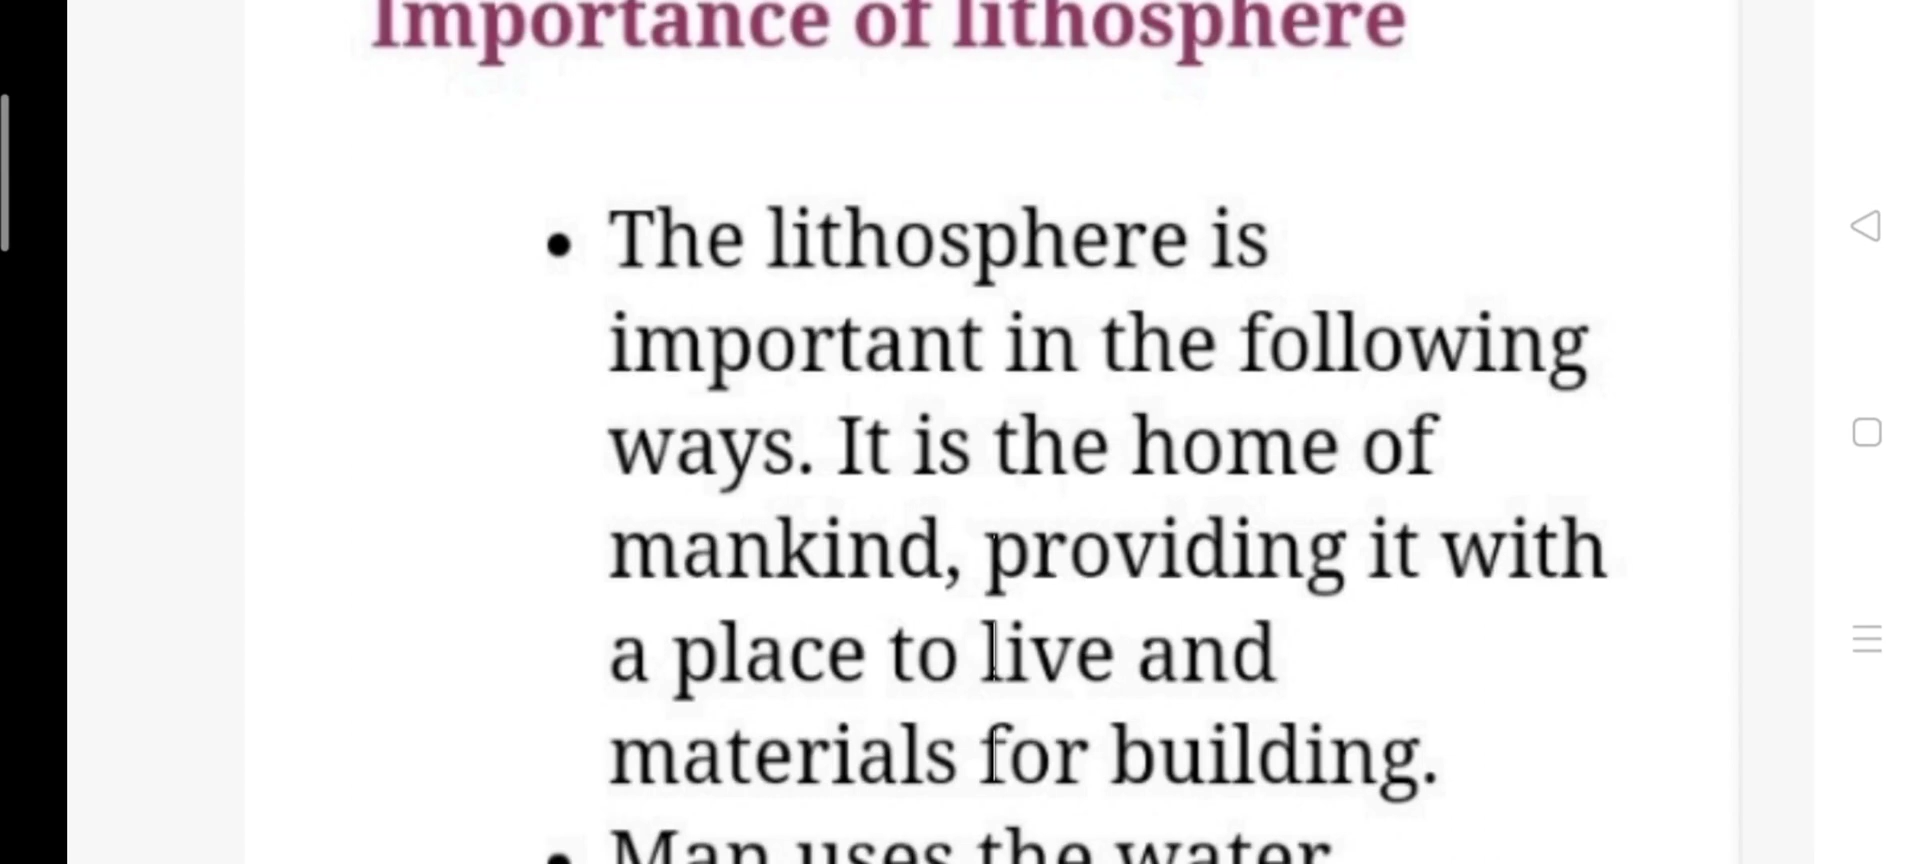 Importance of lithosphere
• The lithosphere is
important in the following
ways. It is the home of
mankind, providing it with
a place to live and
materials for building.
• Man uses the water